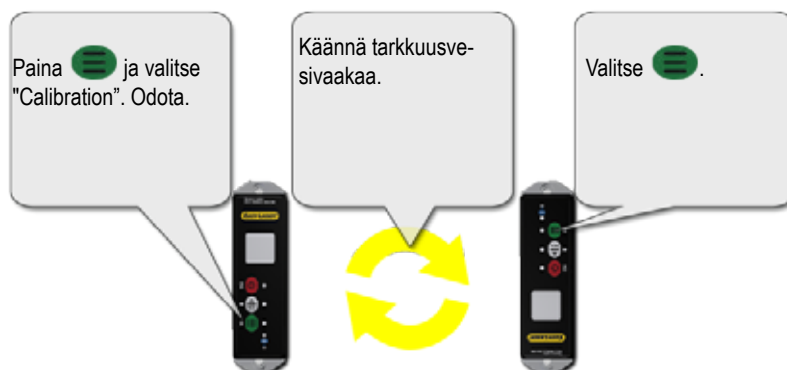 Paina ja valitse
"Calibration”. Odota.
Käännä tarkkuusve-
sivaakaa.
Valitse .